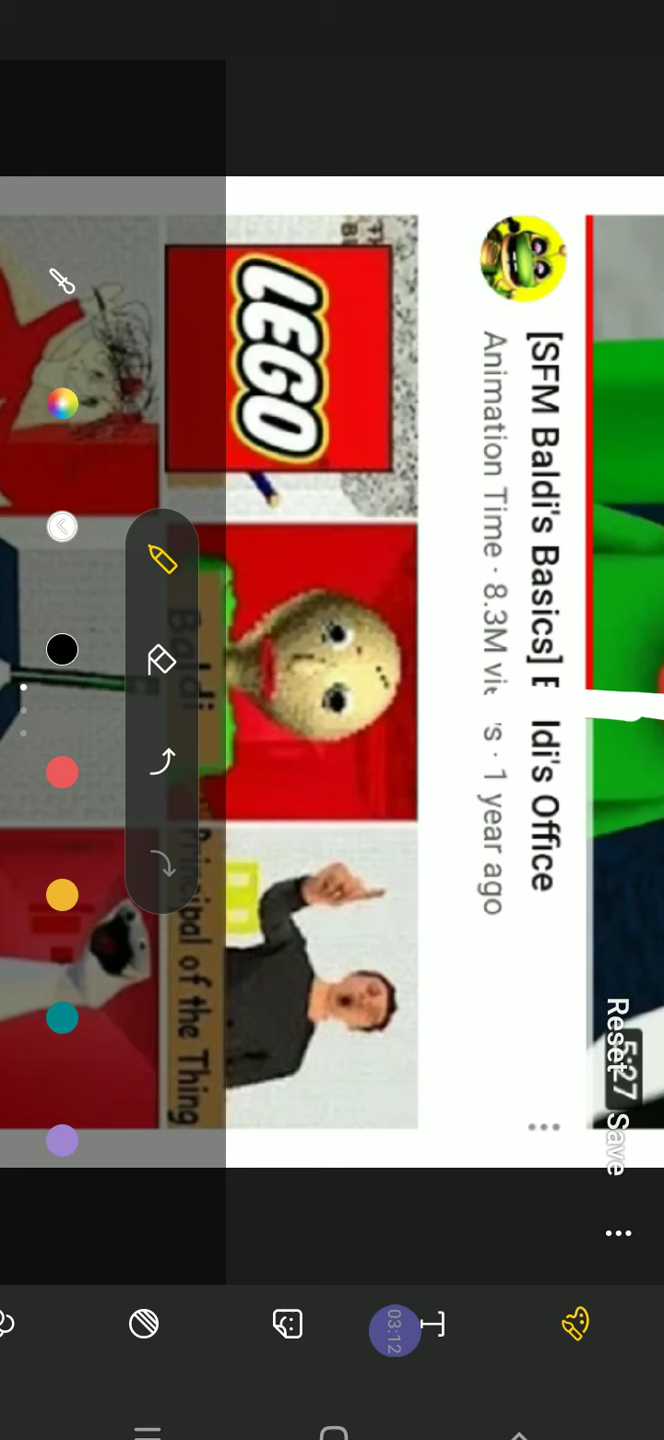 LEGO
[SFM Baldi's Basics] E ldi's Office
Animation Time · 8.3M vi 's · 1 year ago
5:27
Reset
Save
Baldi
Principal of the Thing
03:12